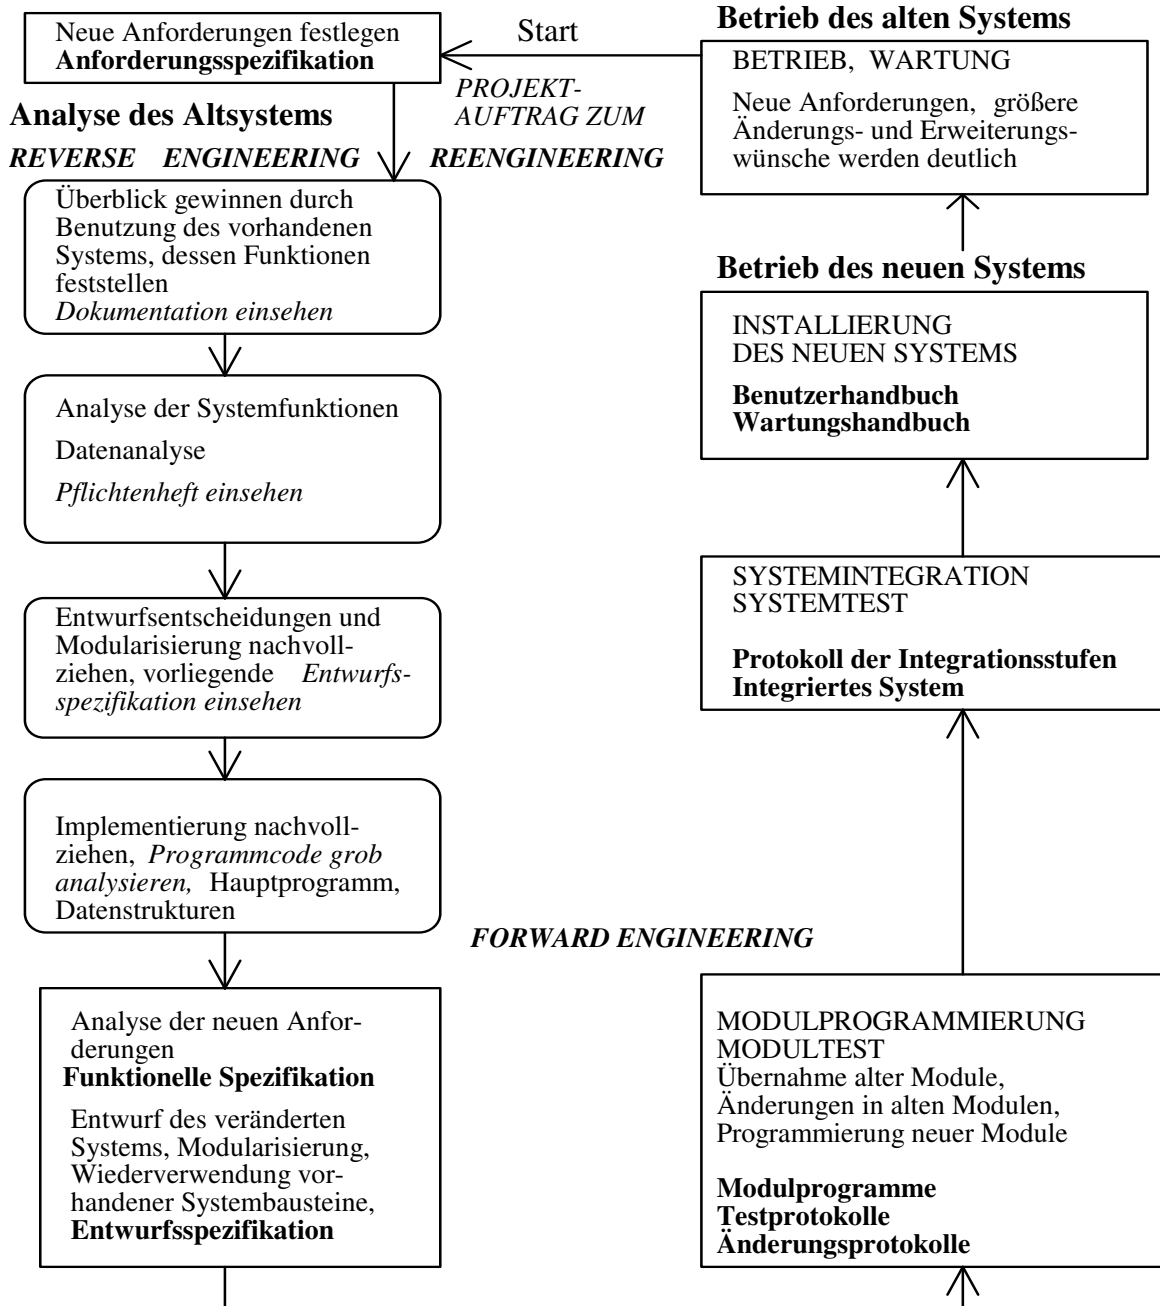 Neue Anforderungen festlegen
Anforderungsspezifikation
Start
PROJEKT-
AUFTRAG ZUM
REENGINEERING
Betrieb des alten Systems
BETRIEB, WARTUNG
Neue Anforderungen, größere
Änderungs- und Erweiterungs-
wünsche werden deutlich
Analyse des Altsystems
REVERSE ENGINEERING
Überblick gewinnen durch
Benutzung des vorhandenen
Systems, dessen Funktionen
feststellen
Dokumentation einsehen
Analyse der Systemfunktionen
Datenanalyse
Pflichtenheft einsehen
Entwurfsentscheidungen und
Modularisierung nachvoll-
ziehen, vorliegende Entwurfs-
spezifikation einsehen
Implementierung nachvoll-
ziehen, Programmcode grob
analysieren, Hauptprogramm,
Datenstrukturen
Analyse der neuen Anfor-
derungen
Funktionelle Spezifikation
Entwurf des veränderten
Systems, Modularisierung,
Wiederverwendung vor-
handener Systembausteine,
Entwurfsspezifikation
FORWARD ENGINEERING
Betrieb des neuen Systems
INSTALLIERUNG
DES NEUEN SYSTEMS
Benutzerhandbuch
Wartungshandbuch
SYSTEMINTEGRATION
SYSTEMTEST
Protokoll der Integrationsstufen
Integriertes System
MODULPROGRAMMIERUNG
MODULTEST
Übernahme alter Module,
Änderungen in alten Modulen,
Programmierung neuer Module
Modulprogramme
Testprotokolle
Änderungsprotokolle